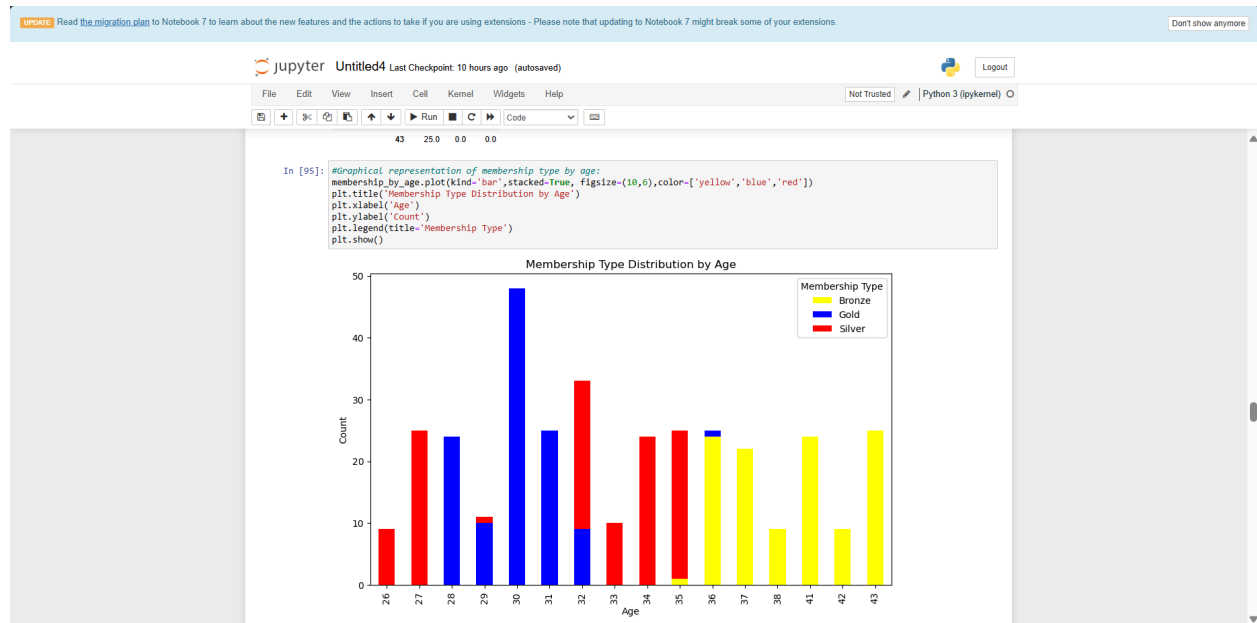 UPDATE Read the migration plan to Notebook 7 to learn about the new features and the actions to take if you are using extensions - Please note that updating to Notebook 7 might break some of your extensions.
Don't show anymore
jupyter Untitled4 Last Checkpoint: 10 hours ago (autosaved)
Logout
File Edit View Insert Cell Kernel Widgets Help
Not Trusted Python 3 (ipykernel)
Run Code
43 25.0 0.0 0.0
In [95]: #Graphical representation of membership type by age:
membership_by_age.plot(kind='bar',stacked=True, figsize=(10,6),color=['yellow','blue','red'])
plt.title('Membership Type Distribution by Age')
plt.xlabel('Age')
plt.ylabel('Count')
plt.legend(title='Membership Type')
plt.show()
Membership Type Distribution by Age
Membership Type
Bronze
Gold
Silver
50
40
30
20
10
0
Count
26 27 28 29 30 31 32 33 34 35 36 37 38 41 42 43
Age